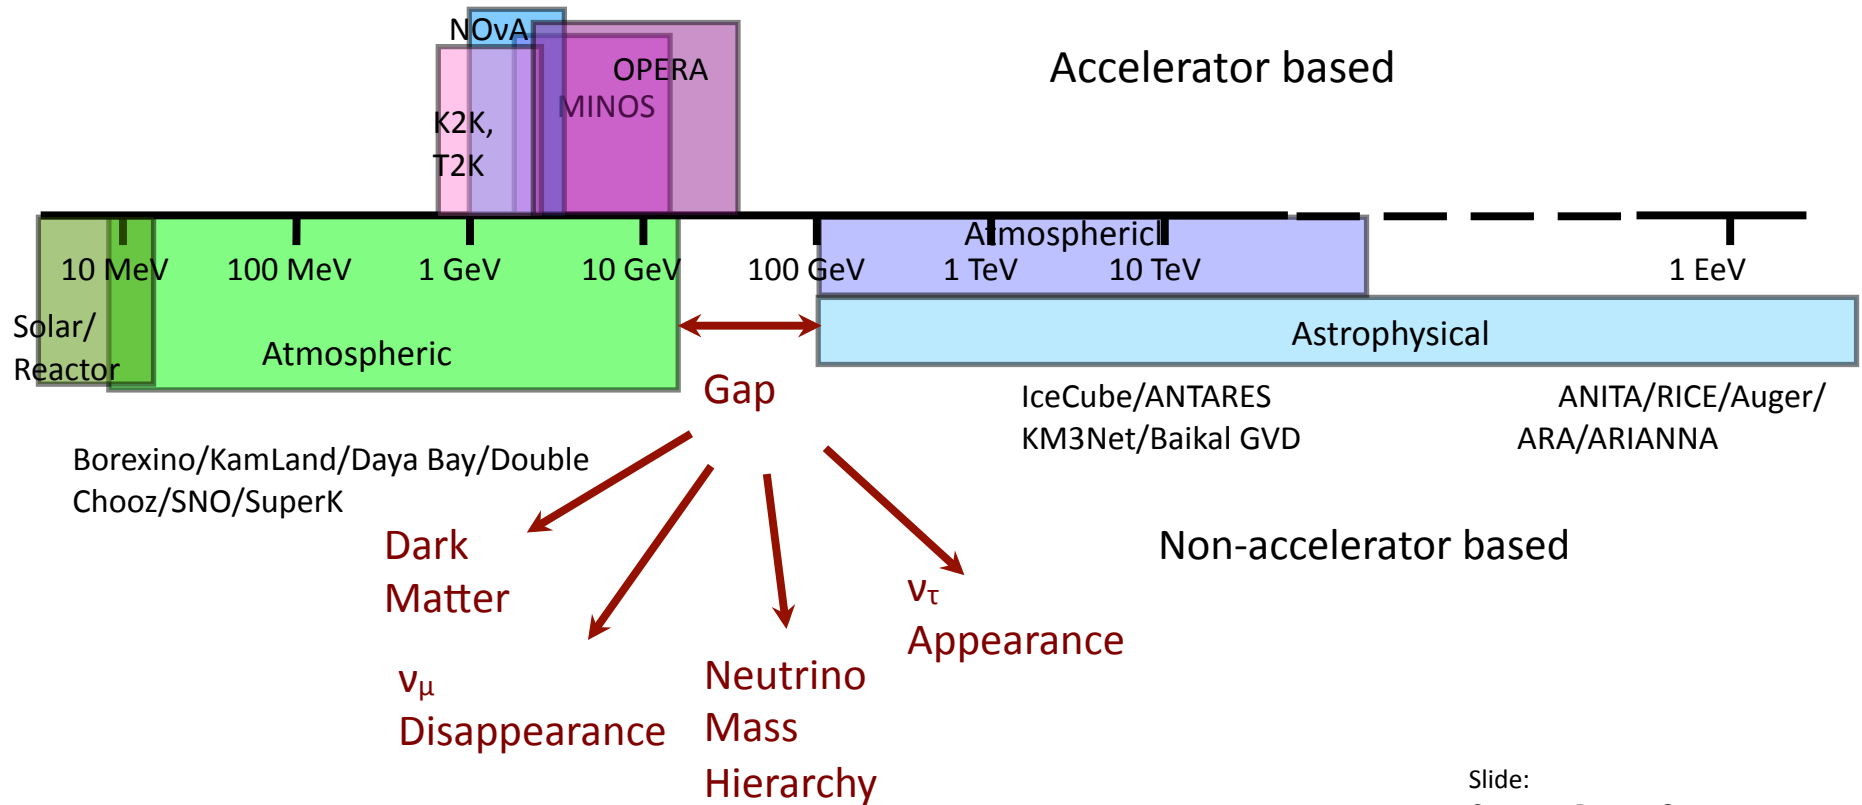 NOνA
Accelerator based
OPERA
MINOS
K2K,
T2K
Atmospheric
10 MeV
100 MeV
1 GeV
10 GeV
100 GeV
1 TeV
10 TeV
1 EeV
Solar/
Reactor
Atmospheric
Astrophysical
Gap
IceCube/ANTARES
KM3Net/Baikal GVD
ANITA/RICE/Auger/
ARA/ARIANNA
Borexino/KamLand/Daya Bay/Double
Chooz/SNO/SuperK
Dark
Matter
Non-accelerator based
ντ
Appearance
νμ
Disappearance
Neutrino
Mass
Hierarchy
Slide: